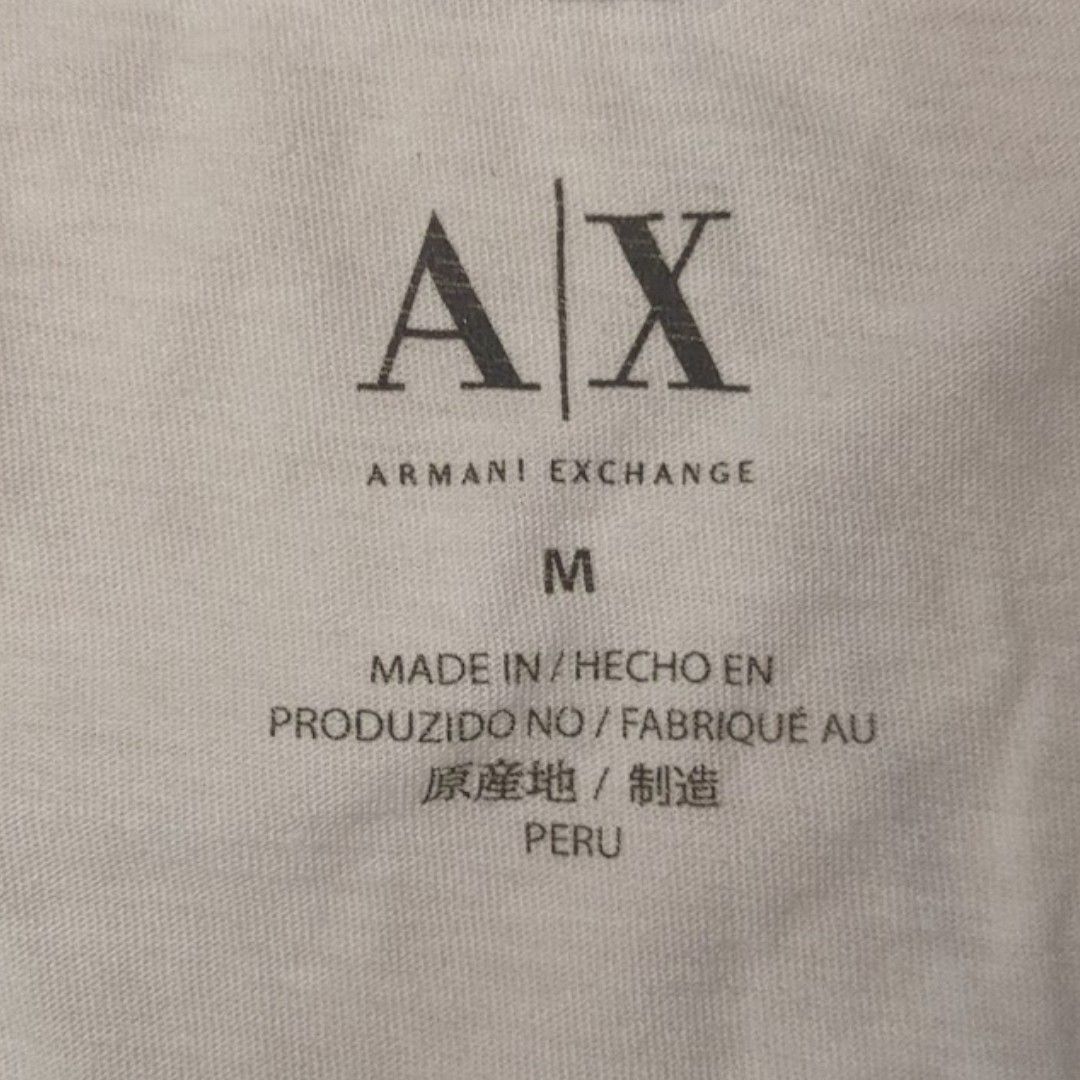 A|X
ARMANI EXCHANGE
M
MADE IN / HECHO EN
PRODUZIDO NO / FABRIQUÉ AU
原産地 / 制造
PERU